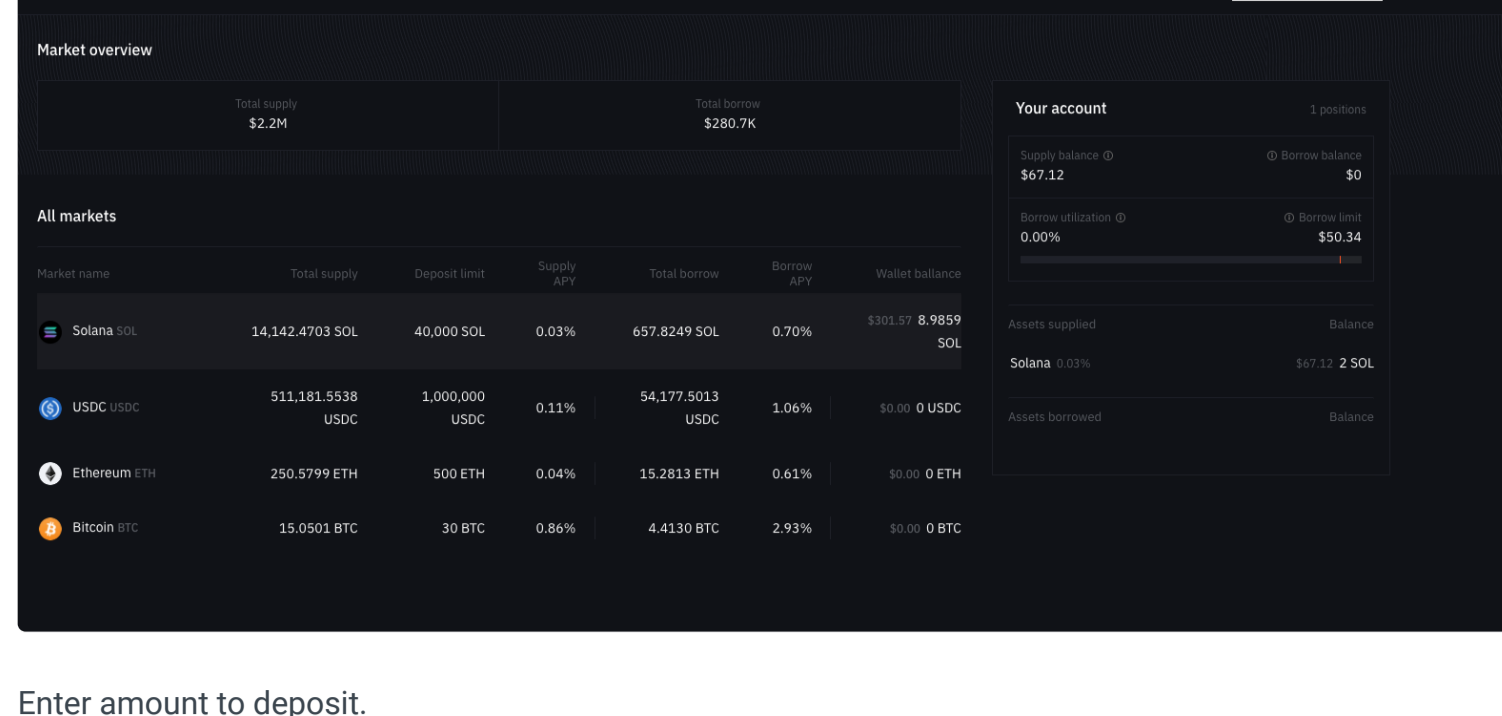 Market overview
Total supply
$2.2M
Total borrow
$280.7K
All markets
Market name Total supply Deposit limit Supply APY Total borrow Borrow APY Wallet ballance
Solana SOL 14,142.4703 SOL 40,000 SOL 0.03% 657.8249 SOL 0.70% $301.57 8.9859 SOL
USDC USDC 511,181.5538 USDC 1,000,000 USDC 0.11% 54,177.5013 USDC 1.06% $0.00 0 USDC
Ethereum ETH 250.5799 ETH 500 ETH 0.04% 15.2813 ETH 0.61% $0.00 0 ETH
Bitcoin BTC 15.0501 BTC 30 BTC 0.86% 4.4130 BTC 2.93% $0.00 0 BTC
Your account 1 positions
Supply balance Borrow balance
$67.12 $0
Borrow utilization Borrow limit
0.00% $50.34
Assets supplied Balance
Solana 0.03% $67.12 2 SOL
Assets borrowed Balance
Enter amount to deposit.